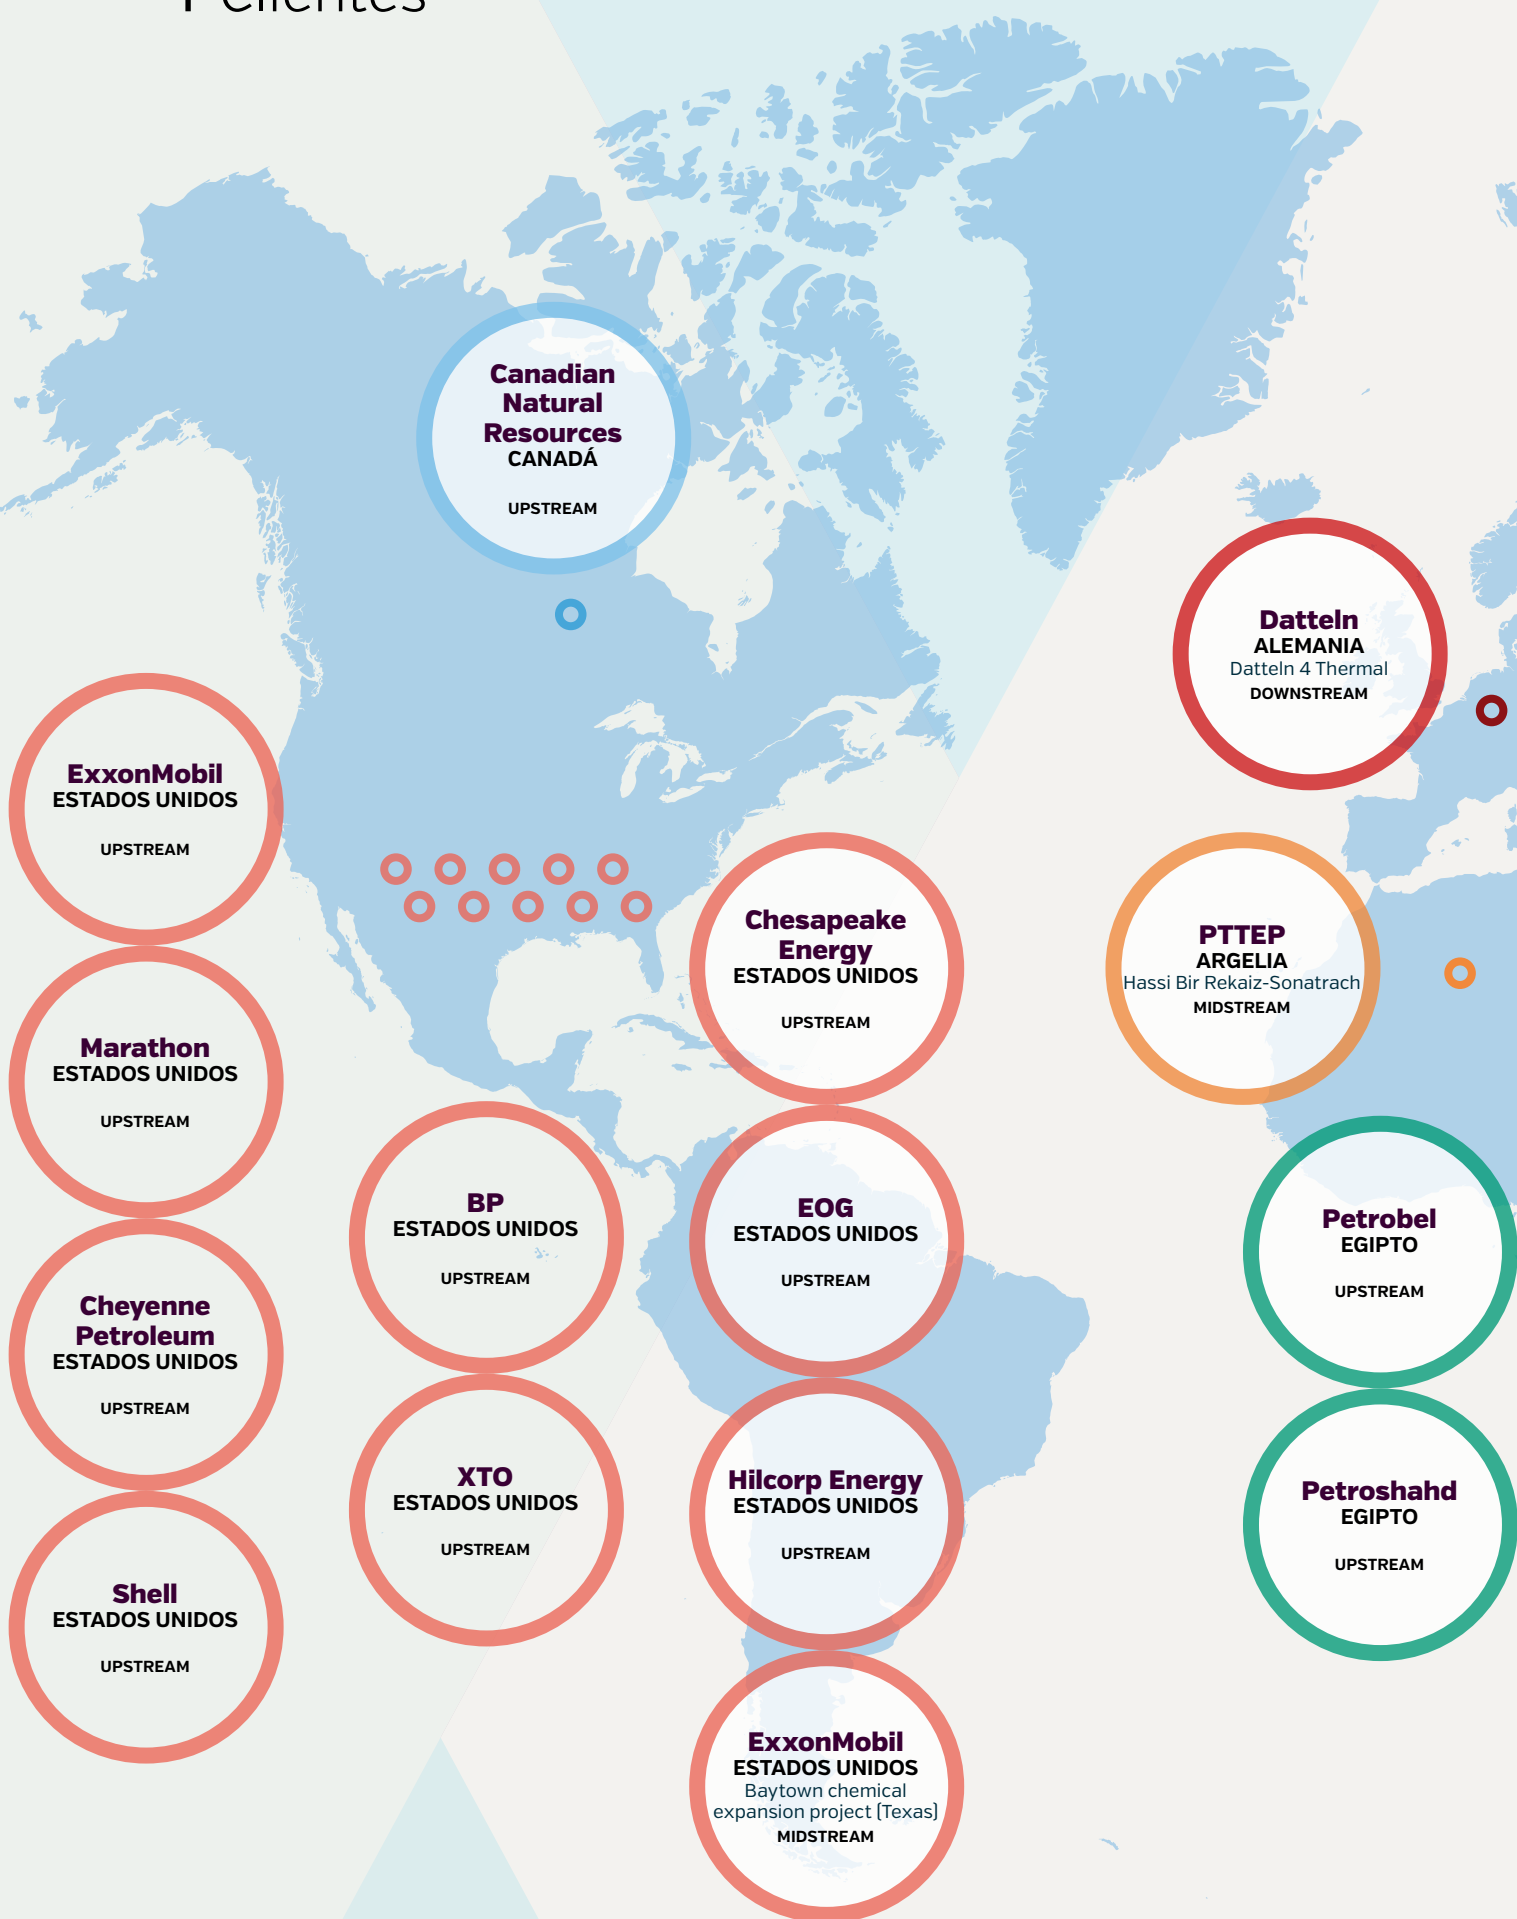 Clientes
Canadian
Natural
Resources
CANADÁ
UPSTREAM
Datteln
ALEMANIA
Datteln 4 Thermal
DOWNSTREAM
ExxonMobil
ESTADOS UNIDOS
UPSTREAM
Chesapeake
Energy
ESTADOS UNIDOS
UPSTREAM
PTTEP
ARGELIA
Hassi Bir Rekaiz-Sonatrach
MIDSTREAM
Marathon
ESTADOS UNIDOS
UPSTREAM
BP
ESTADOS UNIDOS
UPSTREAM
EOG
ESTADOS UNIDOS
UPSTREAM
Petrobel
EGIPTO
UPSTREAM
Cheyenne
Petroleum
ESTADOS UNIDOS
UPSTREAM
XTO
ESTADOS UNIDOS
UPSTREAM
Hilcorp Energy
ESTADOS UNIDOS
UPSTREAM
Petroshahd
EGIPTO
UPSTREAM
Shell
ESTADOS UNIDOS
UPSTREAM
ExxonMobil
ESTADOS UNIDOS
Baytown chemical
expansion project (Texas)
MIDSTREAM